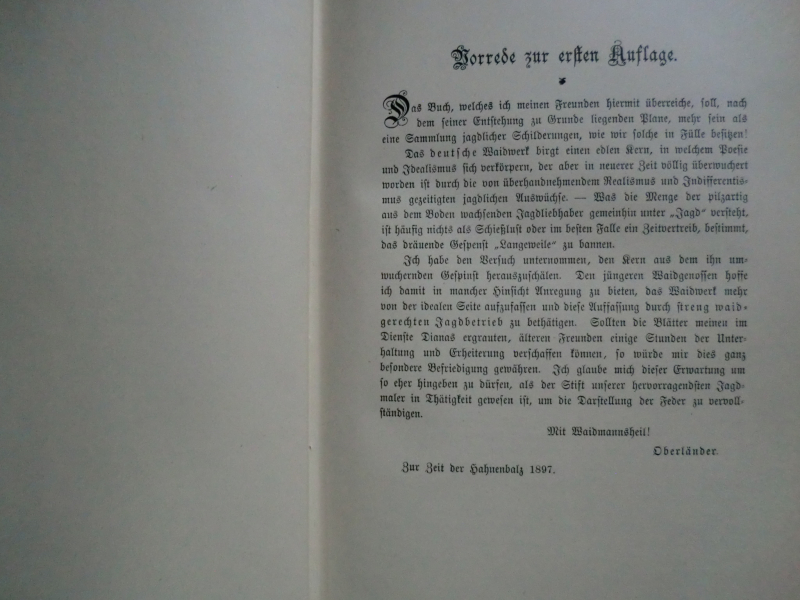 Vorrede zur ersten Auflage.
Das Buch, welches ich meinen Freunden hiermit überreiche, soll, nach
dem seiner Entstehung zu Grunde liegenden Plane, mehr sein als
eine Sammlung jagdlicher Schilderungen, wie wir solche in Fülle besitzen!
Das deutsche Waidwerk birgt einen edlen Kern, in welchem Poesie
und Idealismus sich verkörpern, der aber in neuerer Zeit völlig überwuchert
worden ist durch die von überhandnehmendem Realismus und Indifferentis-
mus gezeitigten jagdlichen Auswüchse. — Was die Menge der pilzartig
aus dem Boden wachsenden Jagdliebhaber gemeinhin unter „Jagd“ versteht,
ist häufig nichts als Schießlust oder im besten Falle ein Zeitvertreib, bestimmt,
das dräuende Gespenst „Langeweile“ zu bannen.
Ich habe den Versuch unternommen, den Kern aus dem ihn um-
wuchernden Gespinst herauszuschälen. Den jüngeren Waidgenossen hoffe
ich damit in mancher Hinsicht Anregung zu bieten, das Waidwerk mehr
von der idealen Seite aufzufassen und diese Auffassung durch streng waid-
gerechten Jagdbetrieb zu bethätigen. Sollten die Blätter meinen im
Dienste Dianas ergrauten, älteren Freunden einige Stunden der Unter-
haltung und Erheiterung verschaffen können, so würde mir dies ganz
besondere Befriedigung gewähren. Ich glaube mich dieser Erwartung um
so eher hingeben zu dürfen, als der Stift unserer hervorragendsten Jagd-
maler in Thätigkeit gewesen ist, um die Darstellung der Feder zu vervoll-
ständigen.
Mit Waidmannsheil!
Oberländer.
Zur Zeit der Hahnenbalz 1897.